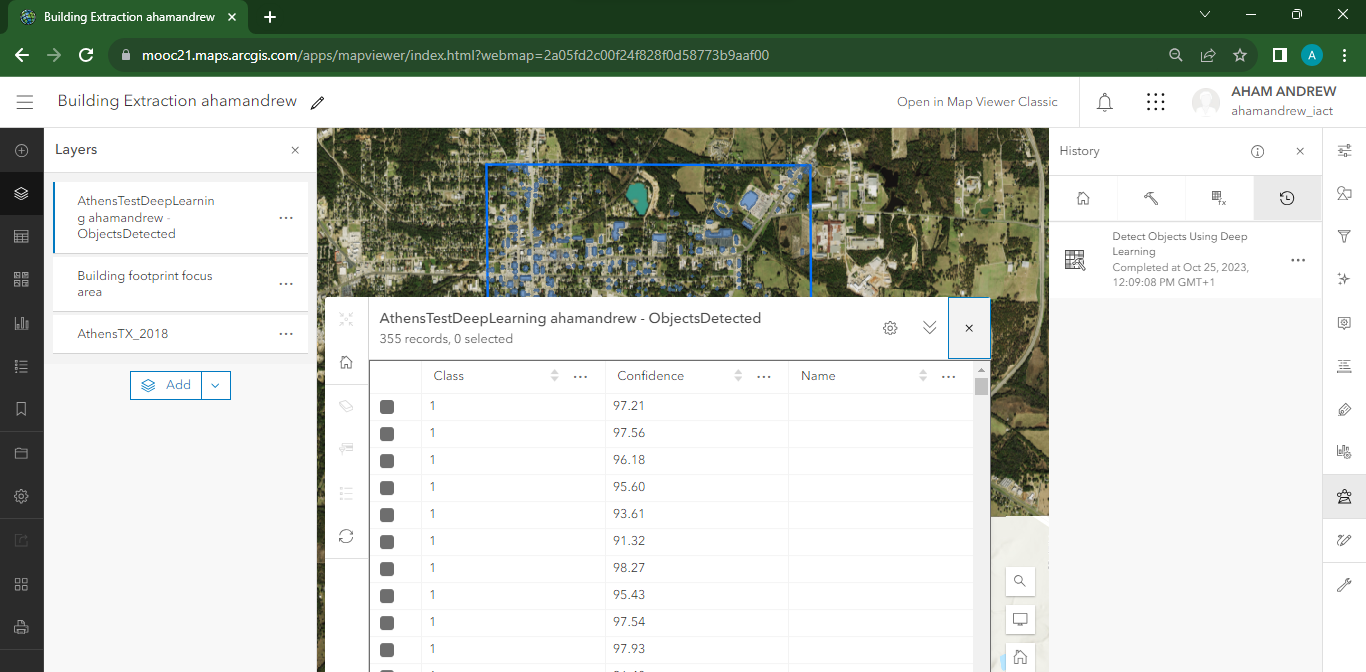 Building Extraction ahamandrew
mooc21.maps.arcgis.com/apps/mapviewer/index.html?webmap=2a05fd2c00f24f828f0d58773b9aaf00
A
Building Extraction ahamandrew
Open in Map Viewer Classic
AHAM ANDREW
ahamandrew_iact
Layers
AthensTestDeepLearnin
g ahamandrew -
ObjectsDetected
Building footprint focus
area
AthensTX_2018
Add
AthensTestDeepLearning ahamandrew - ObjectsDetected
355 records, 0 selected
Class Confidence Name
1 97.21
1 97.56
1 96.18
1 95.60
1 93.61
1 91.32
1 98.27
1 95.43
1 97.54
1 97.93
History
Detect Objects Using Deep
Learning
Completed at Oct 25, 2023,
12:09:08 PM GMT+1